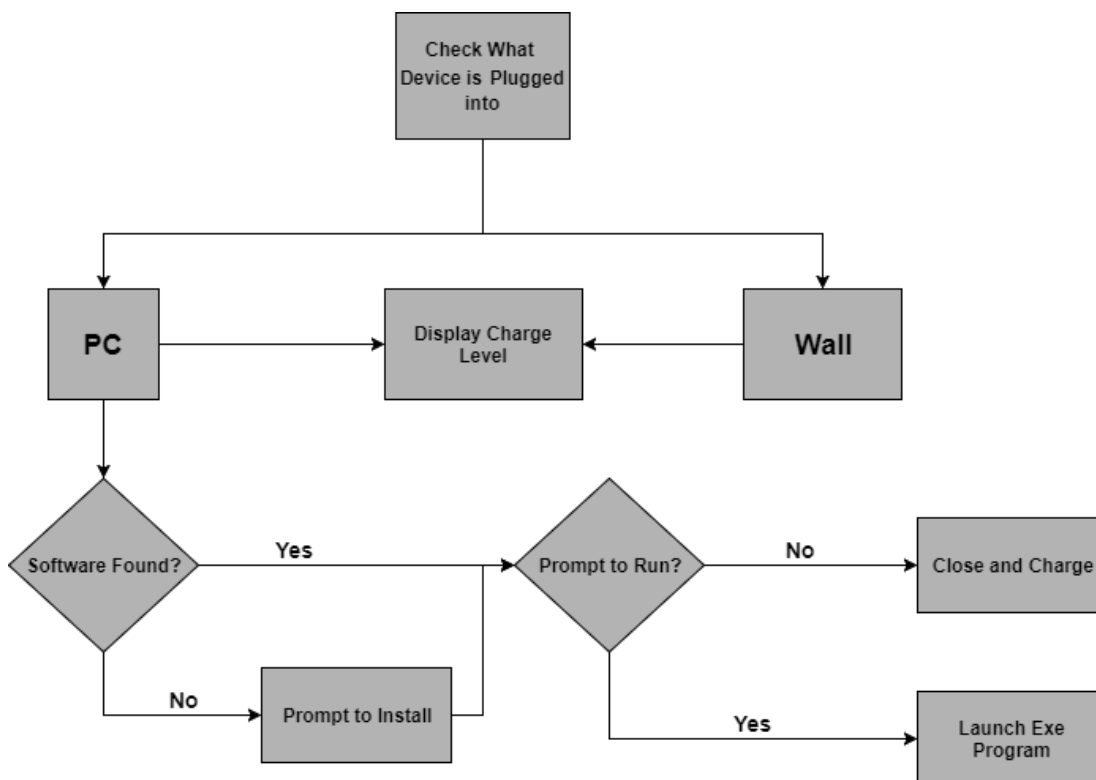 Check What
Device is Plugged
into
PC
Display Charge
Level
Wall
Software Found?
Yes
Prompt to Run?
No
Close and Charge
No
Prompt to Install
Yes
Launch Exe
Program